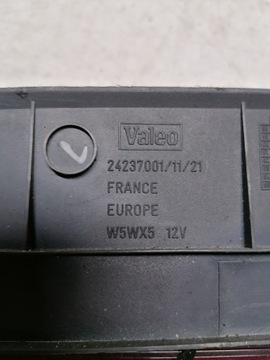 Valeo
24237001/11/21
FRANCE
EUROPE
W5WX5 12V